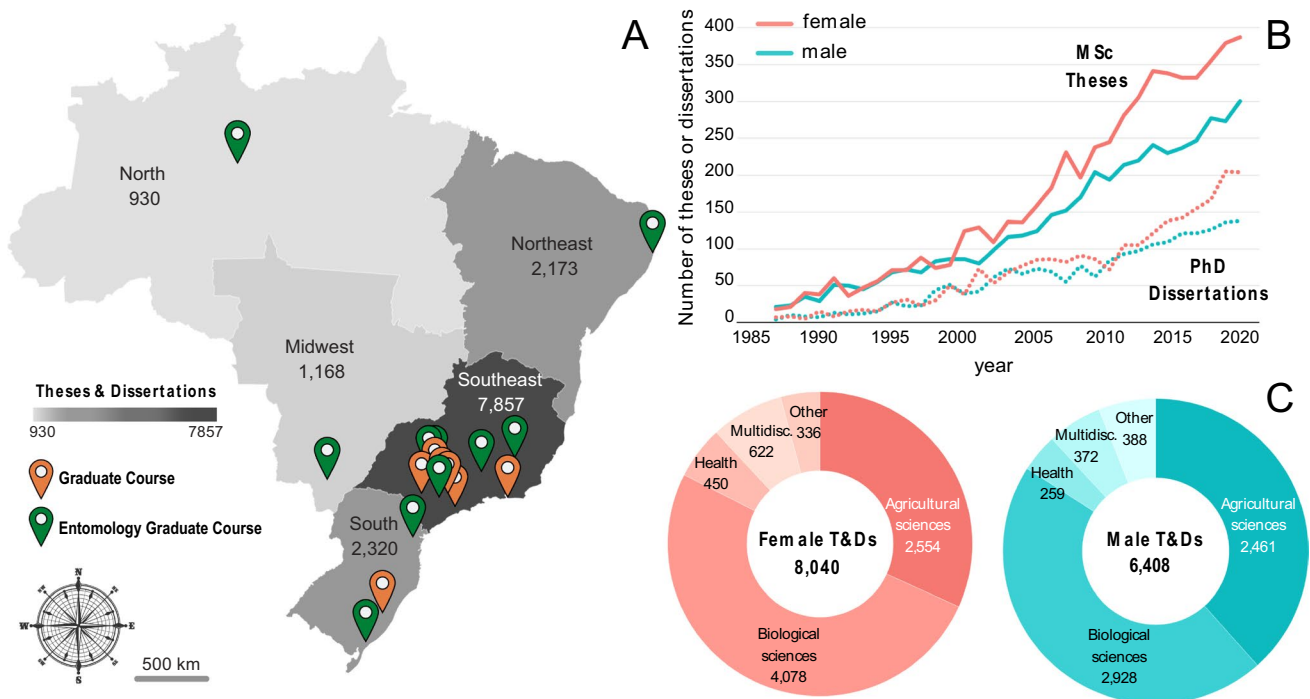 A
North
930
Northeast
2,173
Midwest
1,168
Southeast
7,857
South
2,320
Theses & Dissertations
930 7857
Graduate Course
Entomology Graduate Course
N
W E
S
500 km
B
female
male
MSc
Theses
PhD
Dissertations
Number of theses or dissertations
400
350
300
250
200
150
100
50
0
1985 1990 1995 2000 2005 2010 2015 2020
year
C
Female T&Ds
8,040
Agricultural
sciences
2,554
Biological
sciences
4,078
Health
450
Multidisc.
622
Other
336
Male T&Ds
6,408
Agricultural
sciences
2,461
Biological
sciences
2,928
Health
259
Multidisc.
372
Other
388